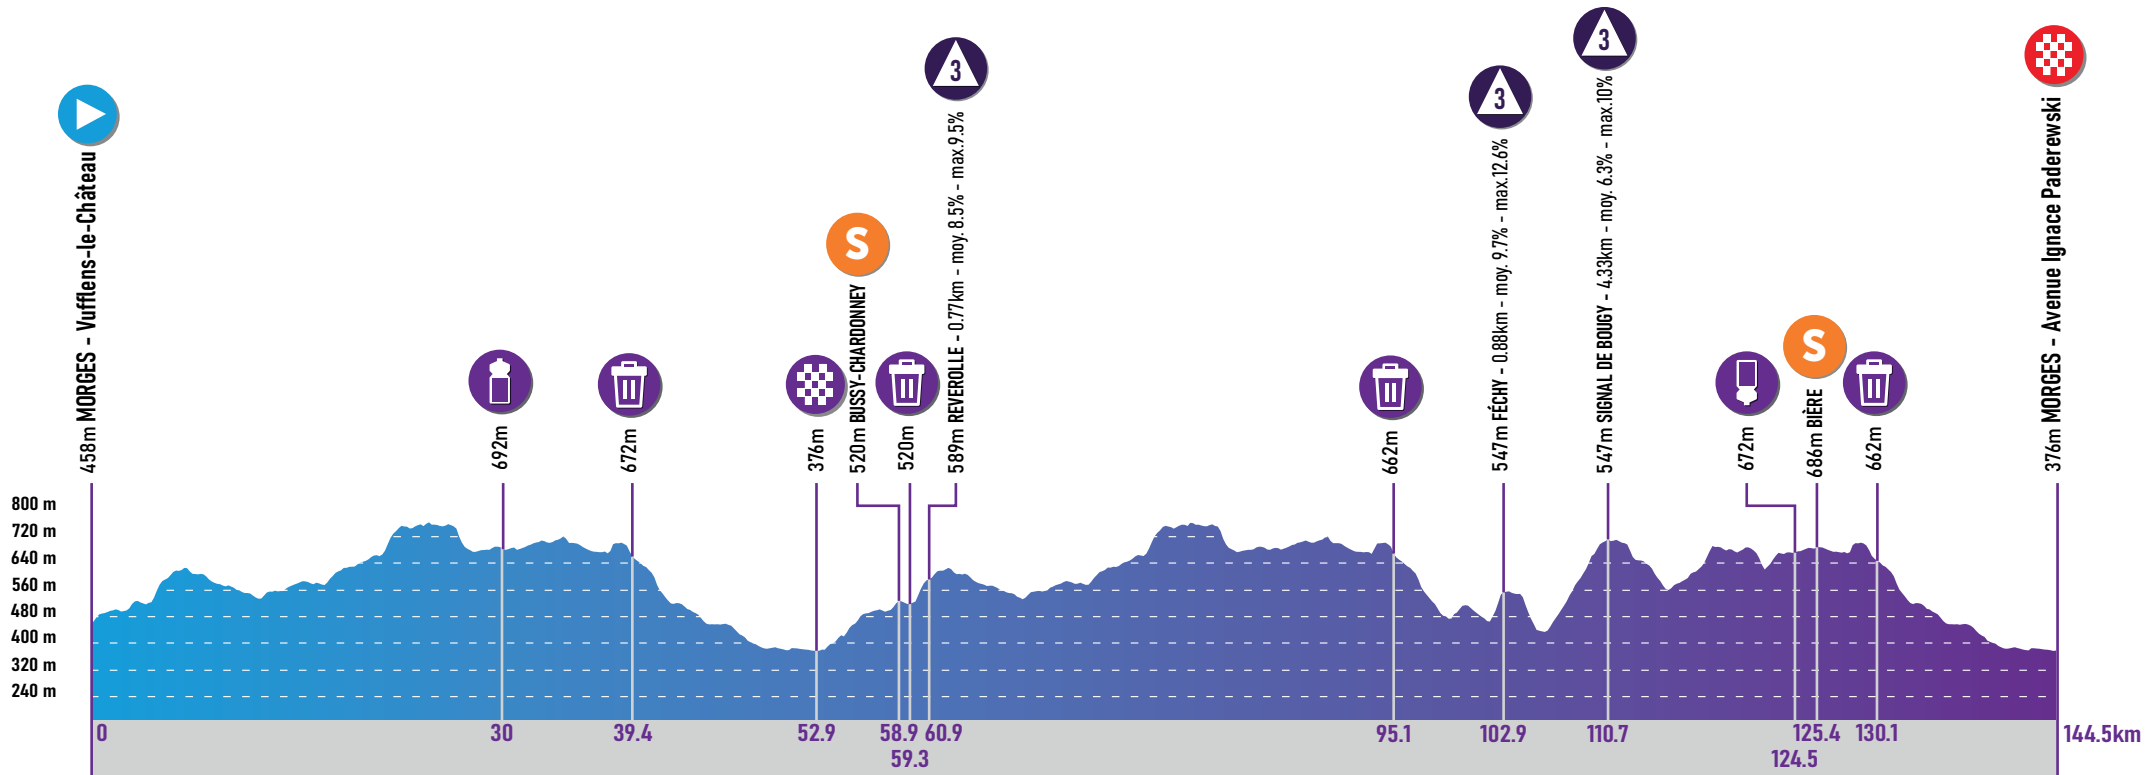 458m MORGES - Vufflens-le-Château
692m
672m
376m
S
520m BUSSY-CHARDONNEY
520m
3
589m REVEROLLE - 0.77km - moy. 8.5% - max.9.5%
662m
3
547m FÉCHY - 0.88km - moy. 9.7% - max.12.6%
3
547m SIGNAL DE BOUGY - 4.33km - moy. 6.3% - max.10%
672m
S
686m BIÈRE
662m
376m MORGES - Avenue Ignace Paderewski
800 m
720 m
640 m
560 m
480 m
400 m
320 m
240 m
0
30
39.4
52.9
58.9
59.3
60.9
95.1
102.9
110.7
124.5
125.4
130.1
144.5km